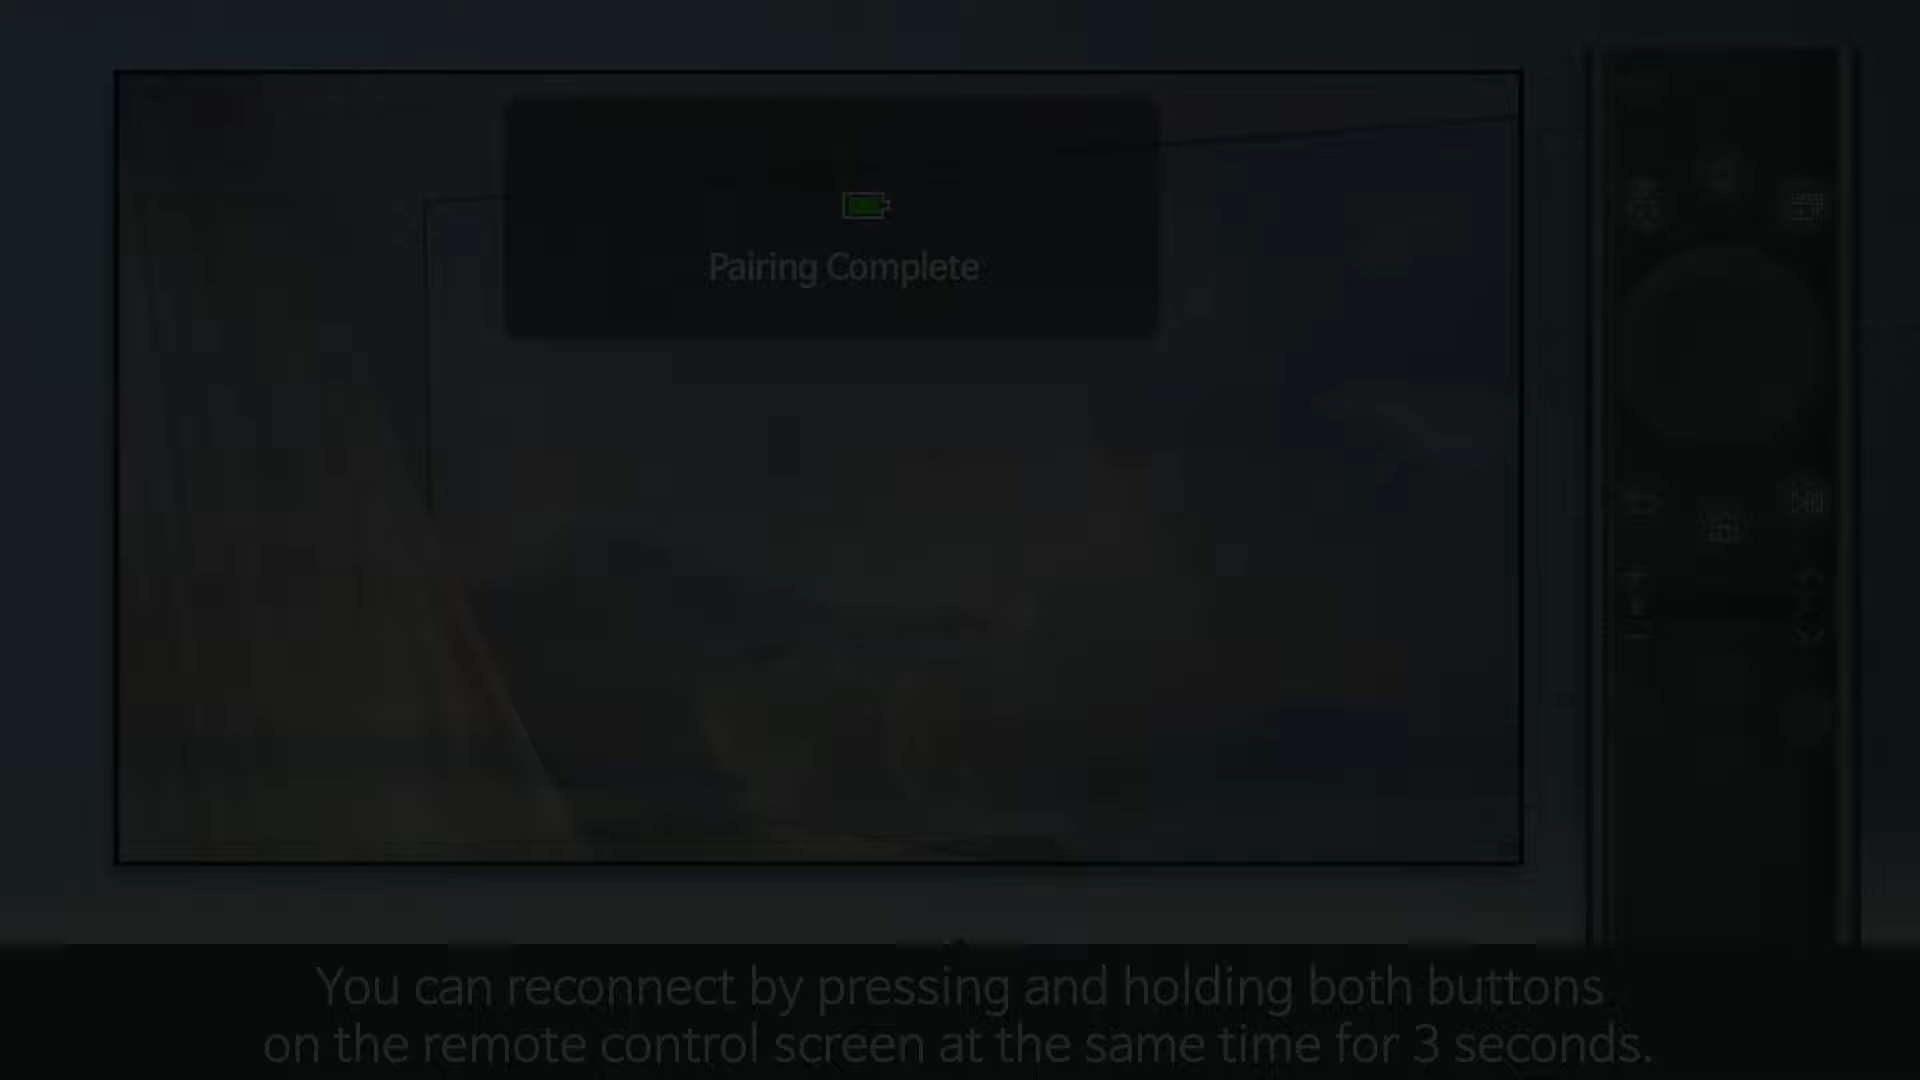 Pairing Complete
You can reconnect by pressing and holding both buttons
on the remote control screen at the same time for 3 seconds.